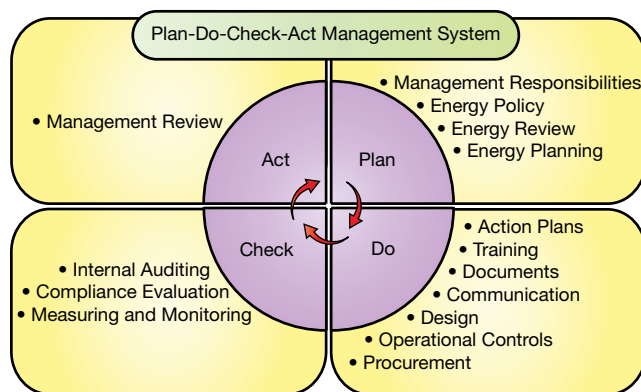 Plan-Do-Check-Act Management System
• Management Review
• Management Responsibilities
• Energy Policy
• Energy Review
• Energy Planning
Act
Plan
Check
Do
• Internal Auditing
• Compliance Evaluation
• Measuring and Monitoring
• Action Plans
• Training
• Documents
• Communication
• Design
• Operational Controls
• Procurement